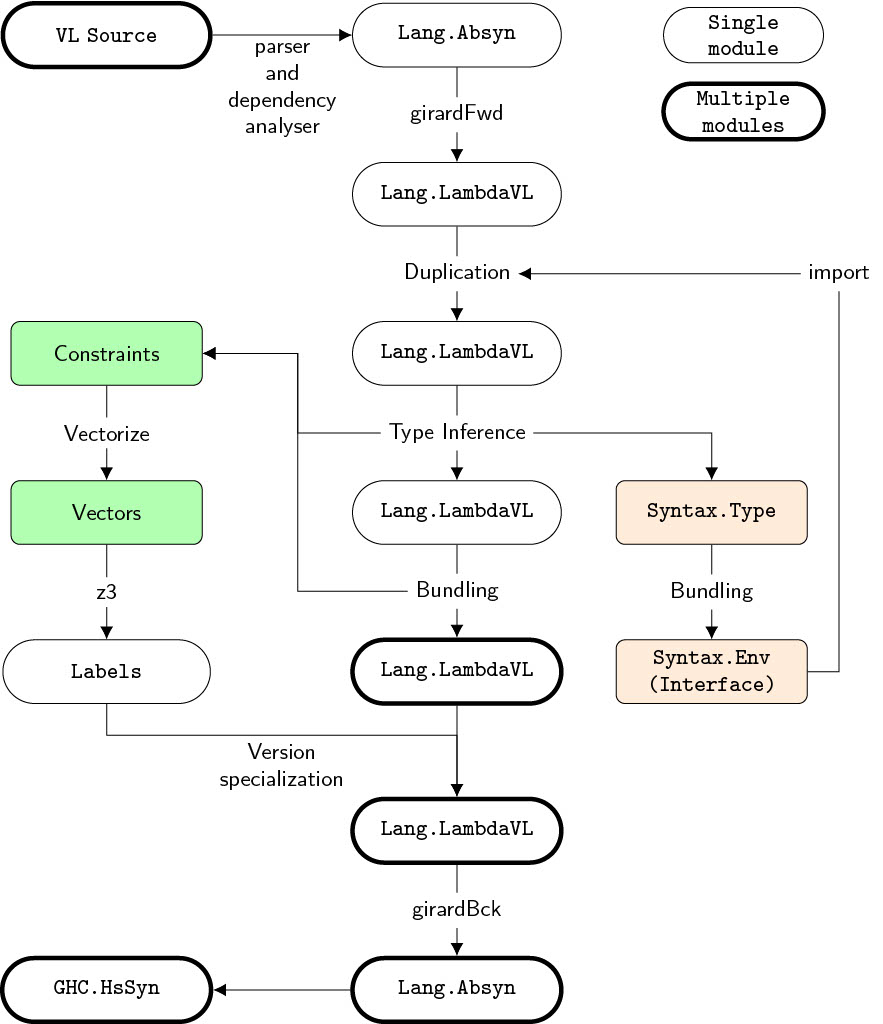 VL Source
parser
and
dependency
analyser
Lang.Absyn
Single
module
Multiple
modules
girardFwd
Lang.LambdaVL
Duplication
import
Constraints
Lang.LambdaVL
Vectorize
Type Inference
Vectors
Lang.LambdaVL
Syntax.Type
z3
Bundling
Bundling
Labels
Lang.LambdaVL
Syntax.Env
(Interface)
Version
specialization
Lang.LambdaVL
girardBck
GHC.HsSyn
Lang.Absyn